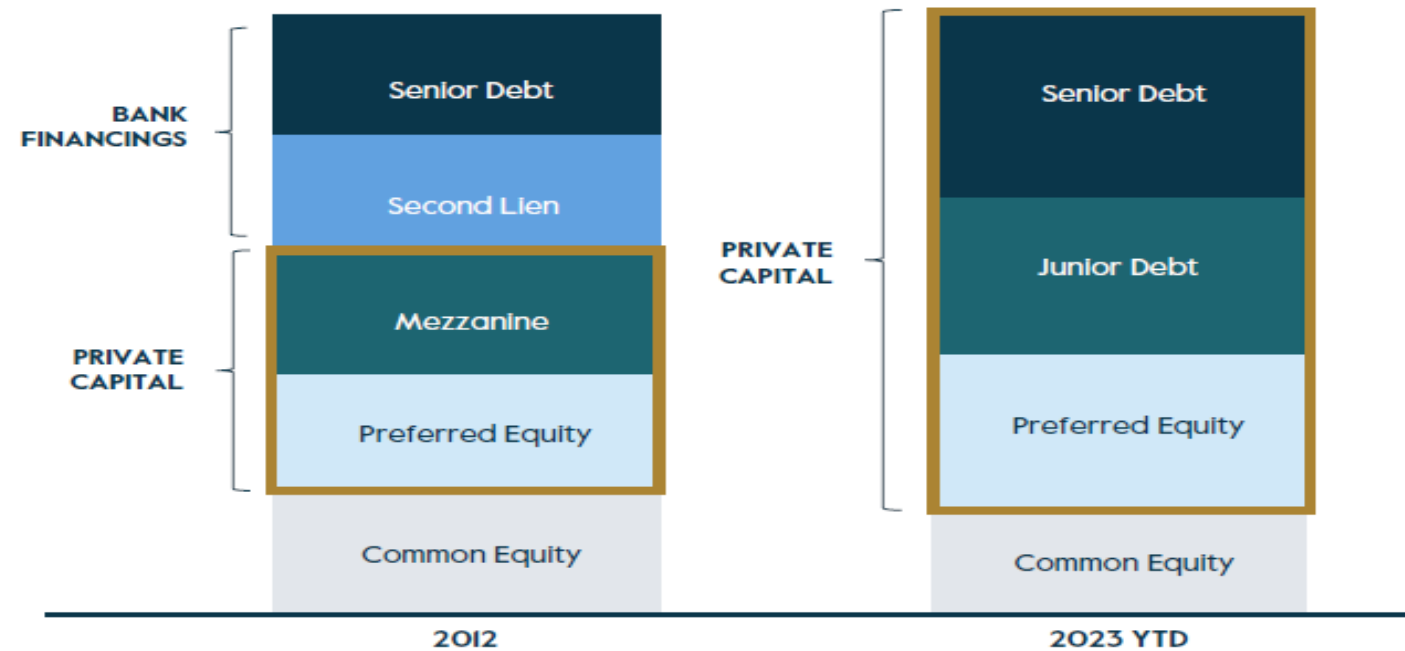 BANK
FINANCINGS
Senior Debt
Second Lien
PRIVATE
CAPITAL
Mezzanine
Preferred Equity
Common Equity
2012
PRIVATE
CAPITAL
Senior Debt
Junior Debt
Preferred Equity
Common Equity
2023 YTD